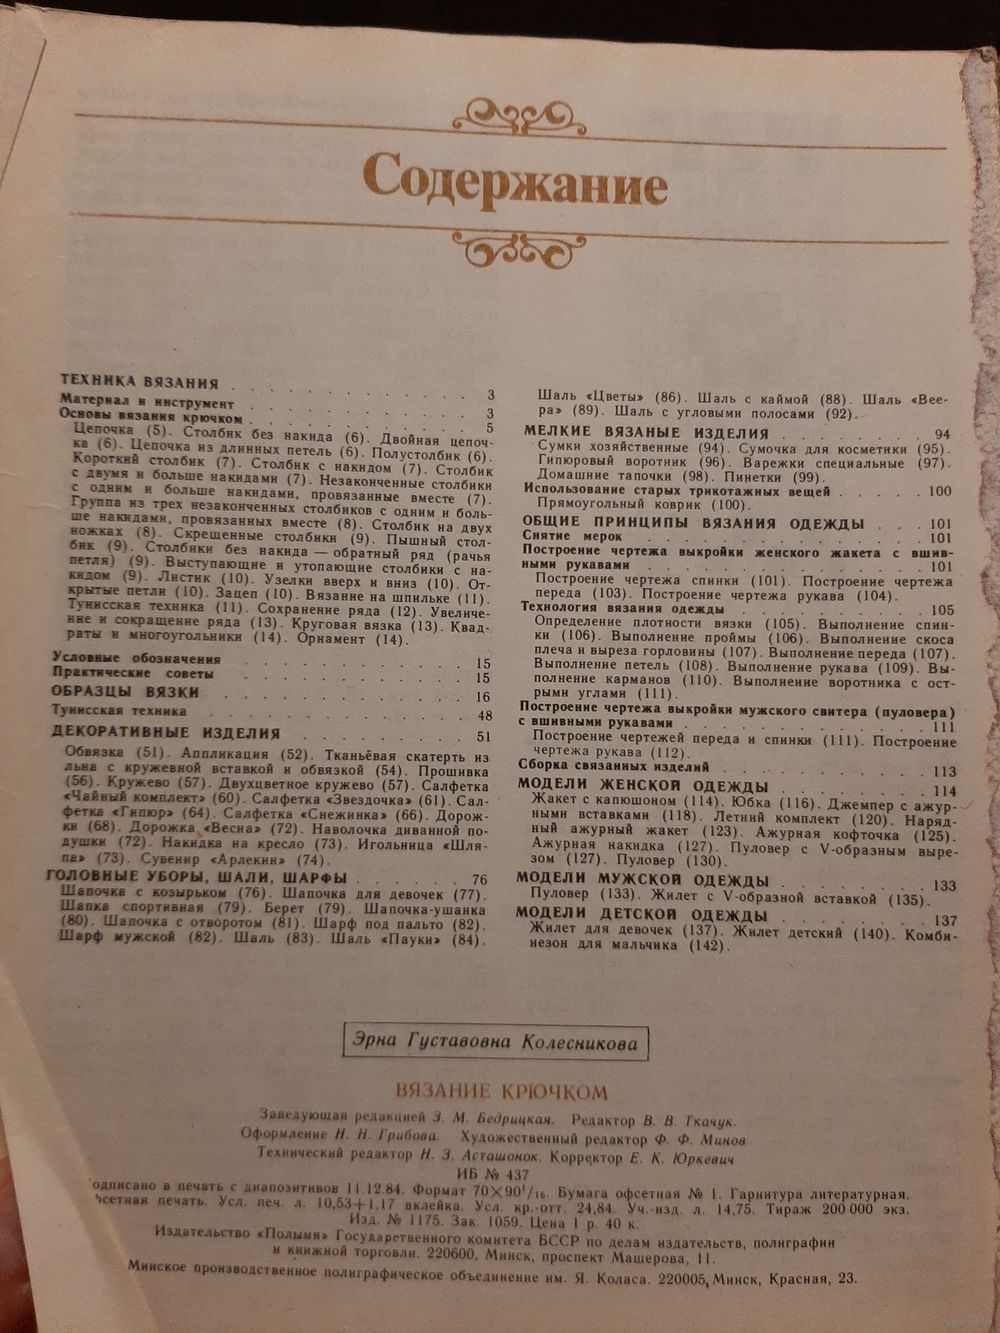 Содержание
ТЕХНИКА ВЯЗАНИЯ . . . . . . . . . . . 3
Материал и инструмент . . . . . . . . . . 3
Основы вязания крючком . . . . . . . . . . 5
Цепочка (5). Столбик без накида (6). Двойная цепоч-
ка (6). Цепочка из длинных петель (6). Полустолбик (6).
Короткий столбик (7). Столбик с накидом (7). Столбик
с двумя и больше накидами (7). Незаконченные столбики
с одним и больше накидами, провязанные вместе (7).
Группа из трех незаконченных столбиков с одним и боль-
ше накидами, провязанных вместе (8). Столбик на двух
ножках (8). Скрещенные столбики (9). Пышный стол-
бик (9). Столбики без накида — обратный ряд (рачья
петля) (9). Выступающие и утопающие столбики с на-
кидом (9). Листик (10). Узелки вверх и вниз (10). От-
крытые петли (10). Зацеп (10). Вязание на шпильке (11).
Тунисская техника (11). Сохранение ряда (12). Увеличе-
ние и сокращение ряда (13). Круговая вязка (13). Квад-
раты и многоугольники (14). Орнамент (14).
Условные обозначения . . . . . . . . . . 15
Практические советы . . . . . . . . . . 15
ОБРАЗЦЫ ВЯЗКИ . . . . . . . . . . . 16
Тунисская техника . . . . . . . . . . . 48
ДЕКОРАТИВНЫЕ ИЗДЕЛИЯ . . . . . . . . 51
Обвязка (51). Аппликация (52). Тканьёвая скатерть из
льна с кружевной вставкой и обвязкой (54). Прошивка
(56). Кружево (57). Двухцветное кружево (57). Салфетка
«Чайный комплект» (60). Салфетка «Звездочка» (61). Сал-
фетка «Гипюр» (64). Салфетка «Снежинка» (66). Дорож-
ки (68). Дорожка «Весна» (72). Наволочка диванной по-
душки (72). Накидка на кресло (73). Игольница «Шля-
па» (73). Сувенир «Арлекин» (74).
ГОЛОВНЫЕ УБОРЫ, ШАЛИ, ШАРФЫ . . . . . . 76
Шапочка с козырьком (76). Шапочка для девочек (77).
Шапка спортивная (79). Берет (79). Шапочка-ушанка
(80). Шапочка с отворотом (81). Шарф под пальто (82).
Шарф мужской (82). Шаль (83). Шаль «Пауки» (84).
Шаль «Цветы» (86). Шаль с каймой (88). Шаль «Вее-
ра» (89). Шаль с угловыми полосами (92).
МЕЛКИЕ ВЯЗАНЫЕ ИЗДЕЛИЯ . . . . . . . . 94
Сумки хозяйственные (94). Сумочка для косметики (95).
Гипюровый воротник (96). Варежки специальные (97).
Домашние тапочки (98). Пинетки (99).
Использование старых трикотажных вещей . . . . . 100
Прямоугольный коврик (100).
ОБЩИЕ ПРИНЦИПЫ ВЯЗАНИЯ ОДЕЖДЫ . . . 101
Снятие мерок . . . . . . . . . . . . 101
Построение чертежа выкройки женского жакета с вшив-
ными рукавами . . . . . . . . . . . . 101
Построение чертежа спинки (101). Построение чертежа
переда (103). Построение чертежа рукава (104).
Технология вязания одежды . . . . . . . . 105
Определение плотности вязки (105). Выполнение спин-
ки (106). Выполнение проймы (106). Выполнение скоса
плеча и выреза горловины (107). Выполнение переда (107).
Выполнение петель (108). Выполнение рукава (109). Вы-
полнение карманов (110). Выполнение воротника с ост-
рыми углами (111).
Построение чертежа выкройки мужского свитера (пуловера)
с вшивными рукавами . . . . . . . . . . 111
Построение чертежей переда и спинки (111). Построение
чертежа рукава (112).
Сборка связанных изделий . . . . . . . . . 113
МОДЕЛИ ЖЕНСКОЙ ОДЕЖДЫ . . . . . . . 114
Жакет с капюшоном (114). Юбка (116). Джемпер с ажур-
ными вставками (118). Летний комплект (120). Наряд-
ный ажурный жакет (123). Ажурная кофточка (125).
Ажурная накидка (127). Пуловер с V-образным выре-
зом (127). Пуловер (130).
МОДЕЛИ МУЖСКОЙ ОДЕЖДЫ . . . . . . . 133
Пуловер (133). Жилет с V-образной вставкой (135).
МОДЕЛИ ДЕТСКОЙ ОДЕЖДЫ . . . . . . . 137
Жилет для девочек (137). Жилет детский (140). Комби-
незон для мальчика (142).
Эрна Густавовна Колесникова
ВЯЗАНИЕ КРЮЧКОМ
Заведующая редакцией З. М. Бедрицкая. Редактор В. В. Ткачук.
Оформление Н. Н. Грибова. Художественный редактор Ф. Ф. Минов
Технический редактор Н. З. Асташонок. Корректор Е. К. Юркевич
ИБ № 437
одписано в печать с диапозитивов 11.12.84. Формат 70×90¹/₁₆. Бумага офсетная № 1. Гарнитура литературная.
сетная печать. Усл. печ. л. 10,53+1,17 вклейка. Усл. кр.-отт. 24,84. Уч.-изд. л. 14,75. Тираж 200 000 экз.
Изд. № 1175. Зак. 1059. Цена 1 р. 40 к.
Издательство «Полымя» Государственного комитета БССР по делам издательств, полиграфии
и книжной торговли. 220600, Минск, проспект Машерова, 11.
Минское производственное полиграфическое объединение им. Я. Коласа. 220005, Минск, Красная, 23.